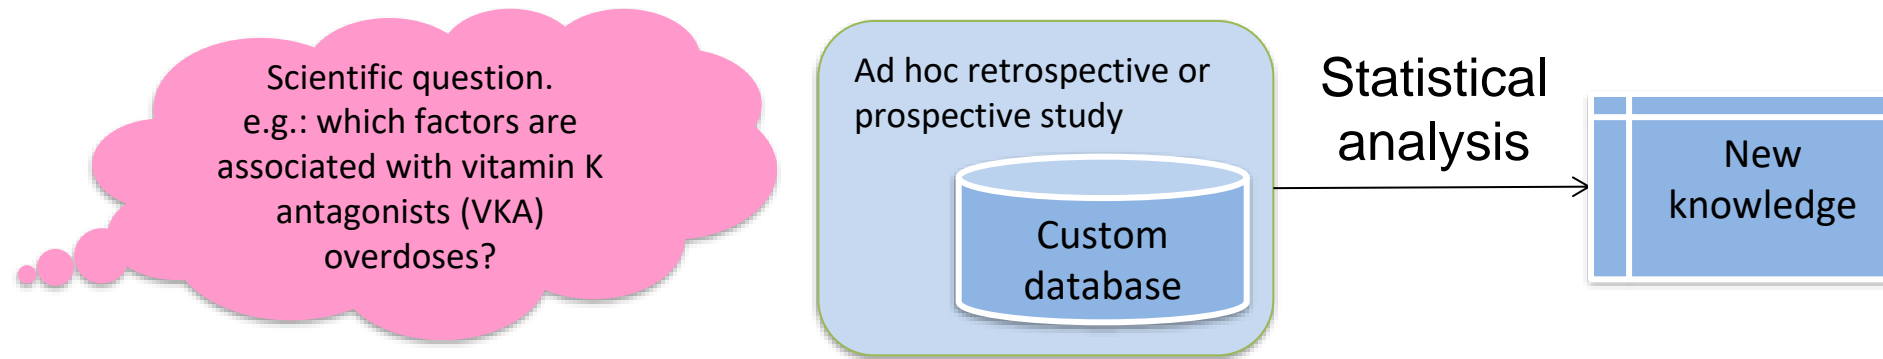 Scientific question.
e.g.: which factors are
associated with vitamin K
antagonists (VKA)
overdoses?
Ad hoc retrospective or
prospective study
Custom
database
Statistical
analysis
New
knowledge